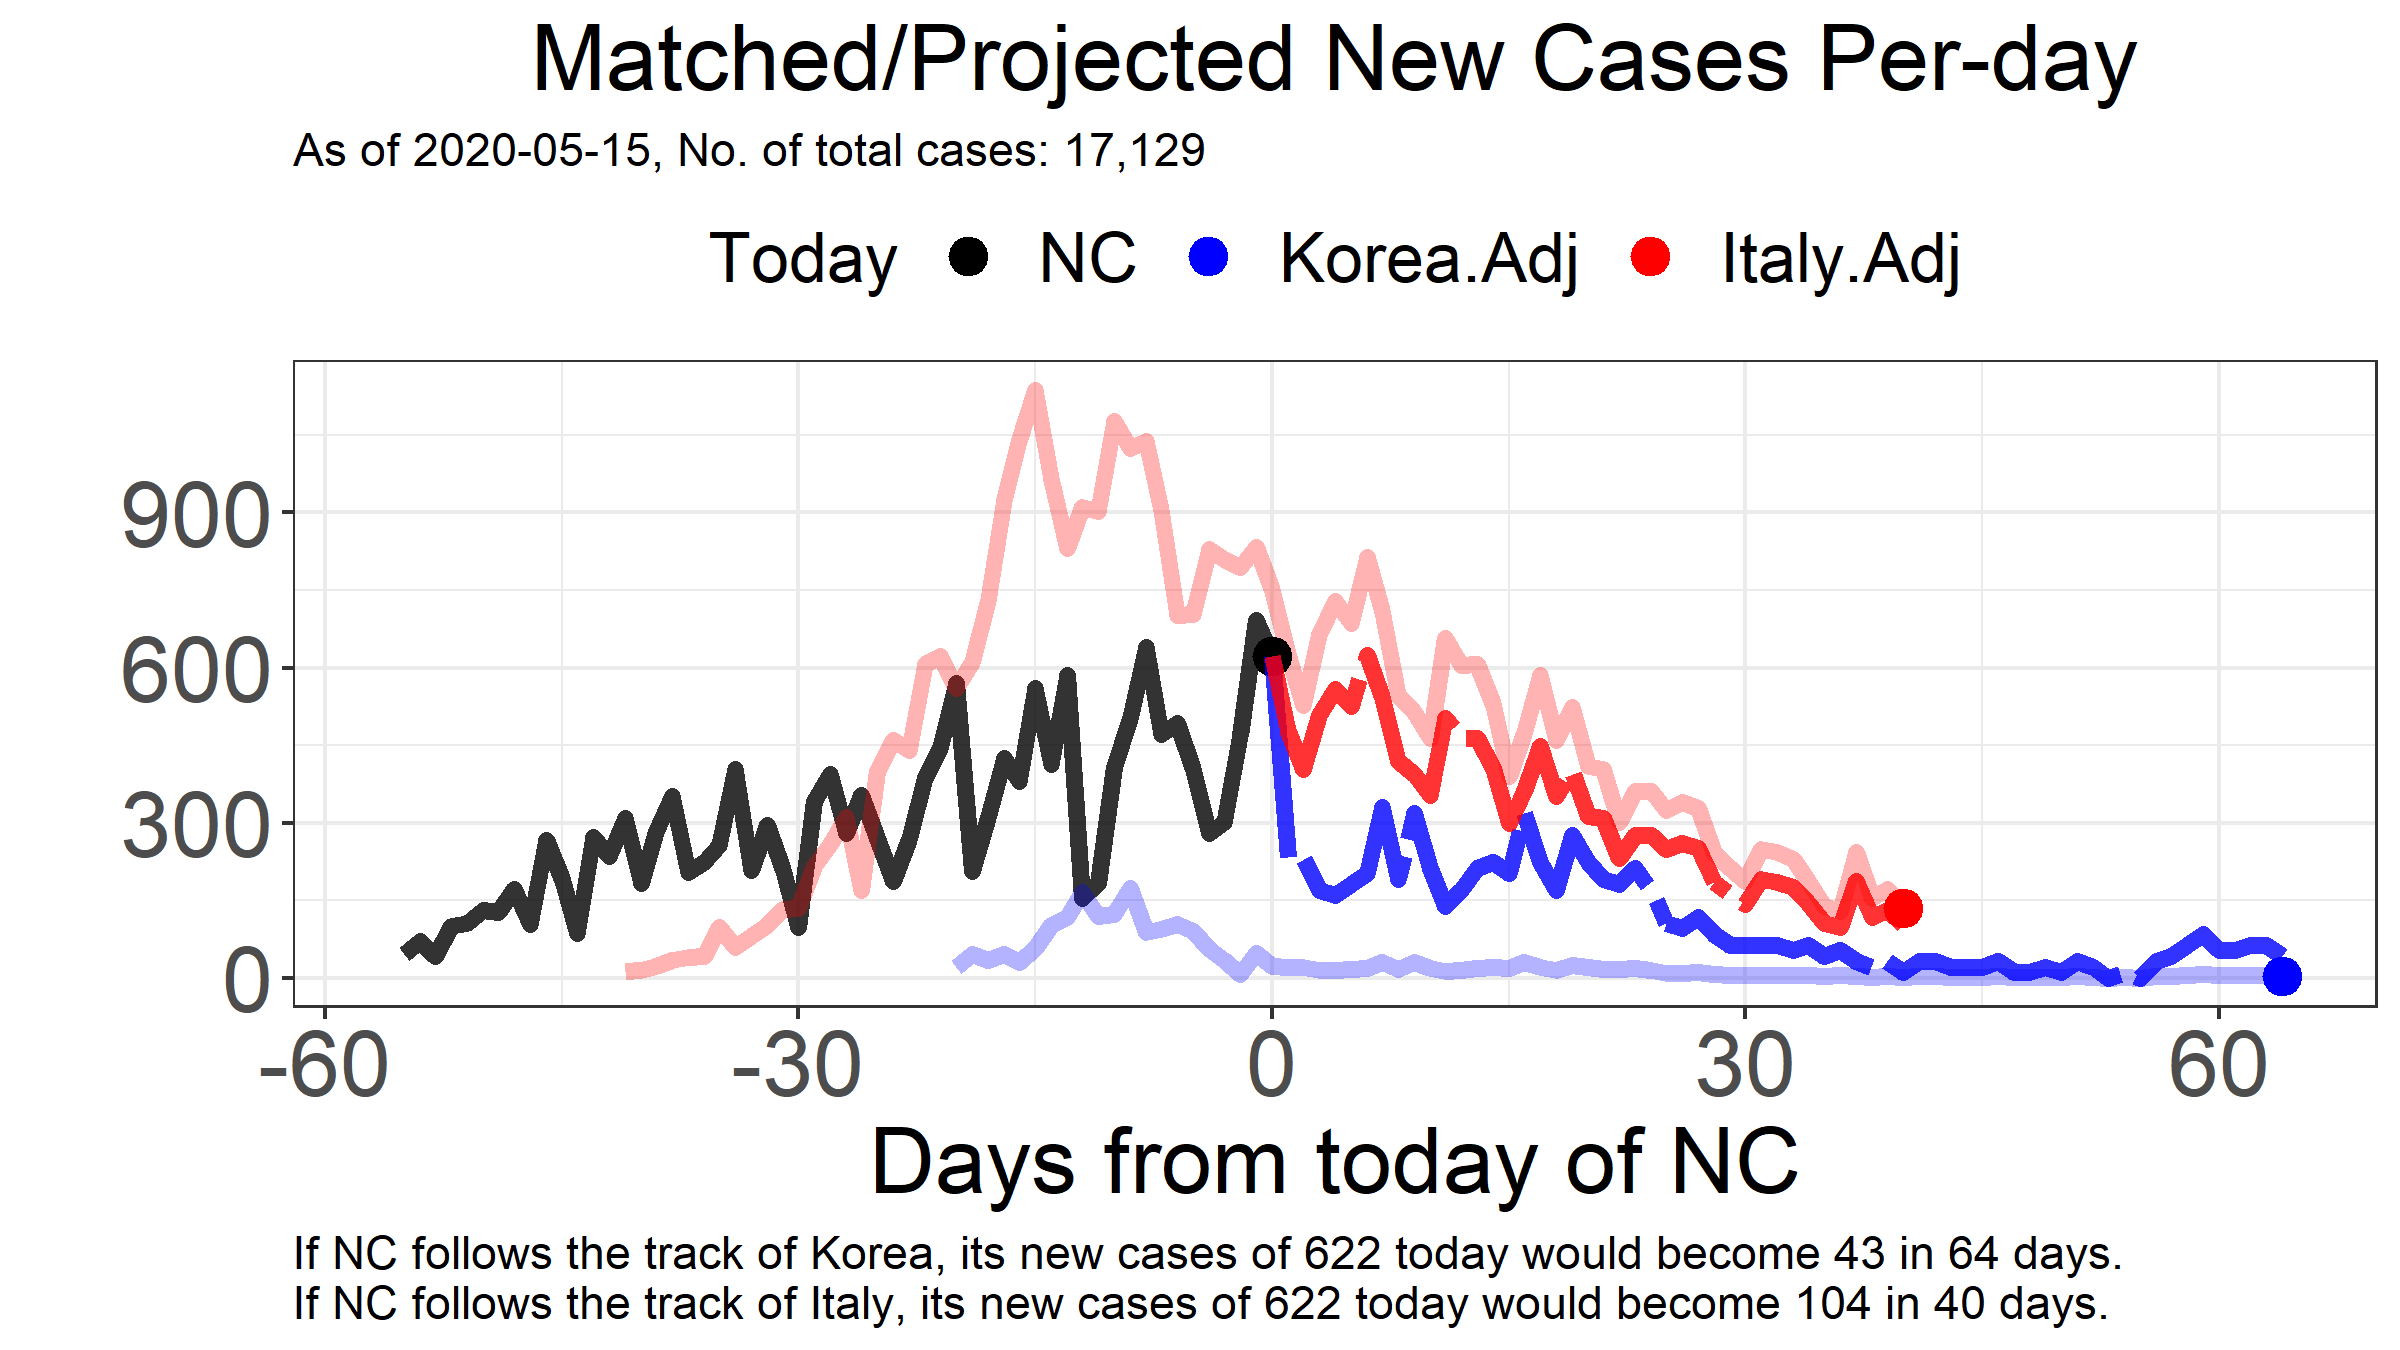 Matched/Projected New Cases Per-day
As of 2020-05-15, No. of total cases: 17,129
Today NC Korea.Adj Italy.Adj
900
600
300
0
-60 -30 0 30 60
Days from today of NC
If NC follows the track of Korea, its new cases of 622 today would become 43 in 64 days.
If NC follows the track of Italy, its new cases of 622 today would become 104 in 40 days.